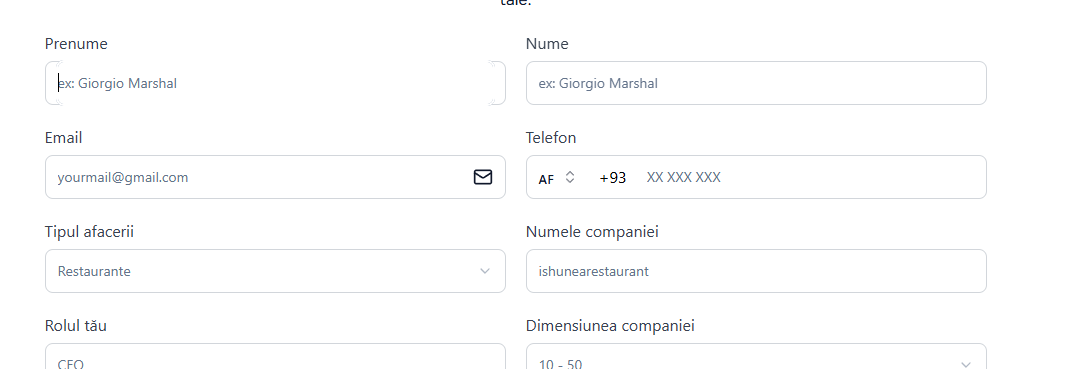 tale.
Prenume
Nume
ex: Giorgio Marshal
ex: Giorgio Marshal
Email
Telefon
yourmail@gmail.com
AF +93 XX XXX XXX
Tipul afacerii
Numele companiei
Restaurante
ishunearestaurant
Rolul tău
Dimensiunea companiei
CEO
10 - 50